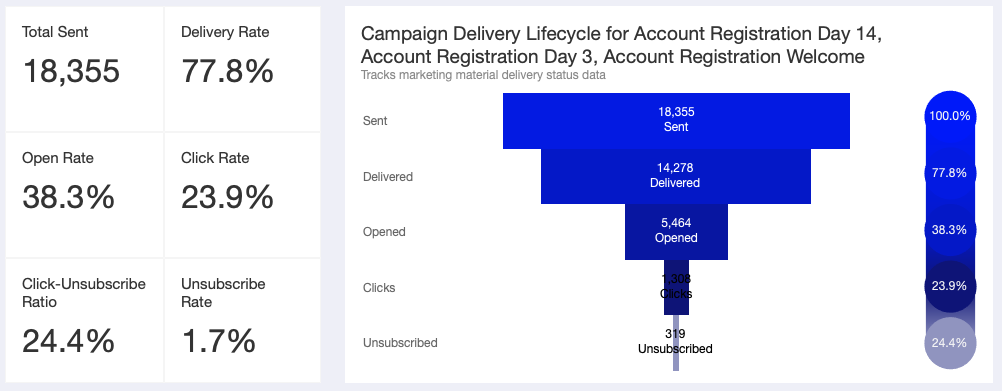 Total Sent
18,355
Delivery Rate
77.8%
Open Rate
38.3%
Click Rate
23.9%
Click-Unsubscribe
Ratio
24.4%
Unsubscribe
Rate
1.7%
Campaign Delivery Lifecycle for Account Registration Day 14,
Account Registration Day 3, Account Registration Welcome
Tracks marketing material delivery status data
Sent
18,355
Sent
100.0%
Delivered
14,278
Delivered
77.8%
Opened
5,464
Opened
38.3%
Clicks
1,308
Clicks
23.9%
Unsubscribed
319
Unsubscribed
24.4%